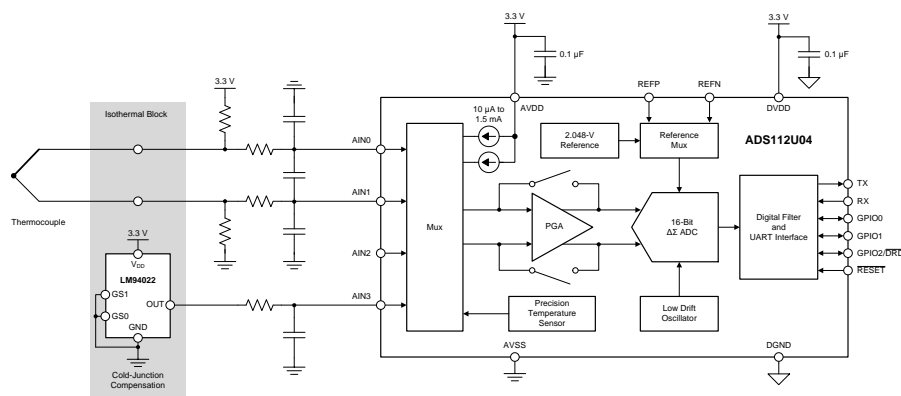 3.3 V
3.3 V
0.1 µF
0.1 µF
3.3 V
Isothermal Block
10 µA to
1.5 mA
AVDD
REFP
REFN
DVDD
ADS112U04
2.048-V
Reference
Reference
Mux
AIN0
AIN1
AIN2
AIN3
Thermocouple
Mux
PGA
16-Bit
ΔΣ ADC
Digital Filter
and
UART Interface
TX
RX
GPIO0
GPIO1
GPIO2/DRD
RESET
3.3 V
VDD
LM94022
GS1
GS0
OUT
GND
Cold-Junction
Compensation
Precision
Temperature
Sensor
Low Drift
Oscillator
AVSS
DGND